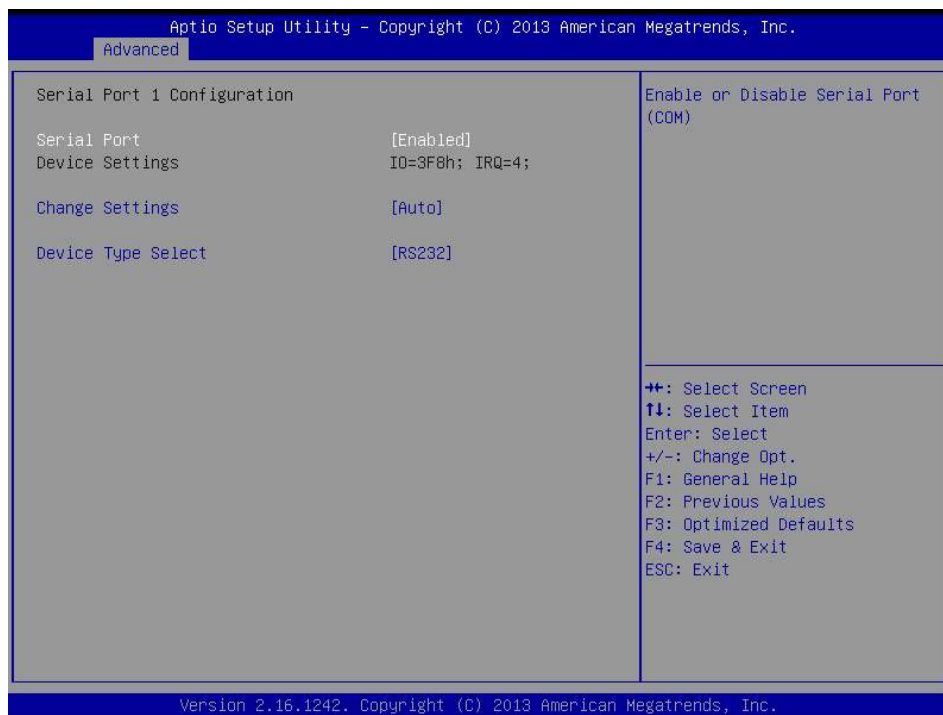 Aptio Setup Utility – Copyright (C) 2013 American Megatrends, Inc.
Advanced
Serial Port 1 Configuration
Serial Port [Enabled]
Device Settings IO=3F8h; IRQ=4;
Change Settings [Auto]
Device Type Select [RS232]
Enable or Disable Serial Port
(COM)
→←: Select Screen
↑↓: Select Item
Enter: Select
+/-: Change Opt.
F1: General Help
F2: Previous Values
F3: Optimized Defaults
F4: Save & Exit
ESC: Exit
Version 2.16.1242. Copyright (C) 2013 American Megatrends, Inc.